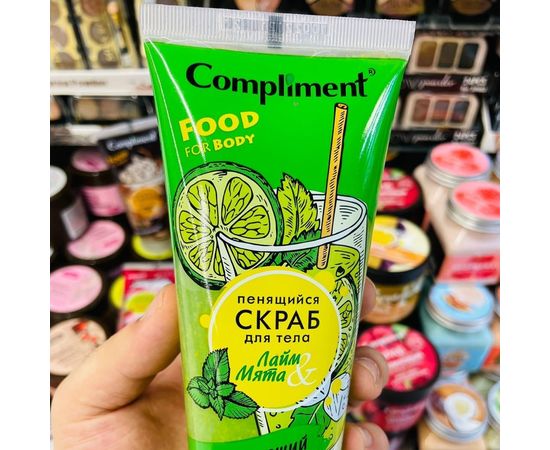 Compliment®
FOOD
FOR BODY
пенящийся
СКРАБ
для тела
Лайм
&
Мята